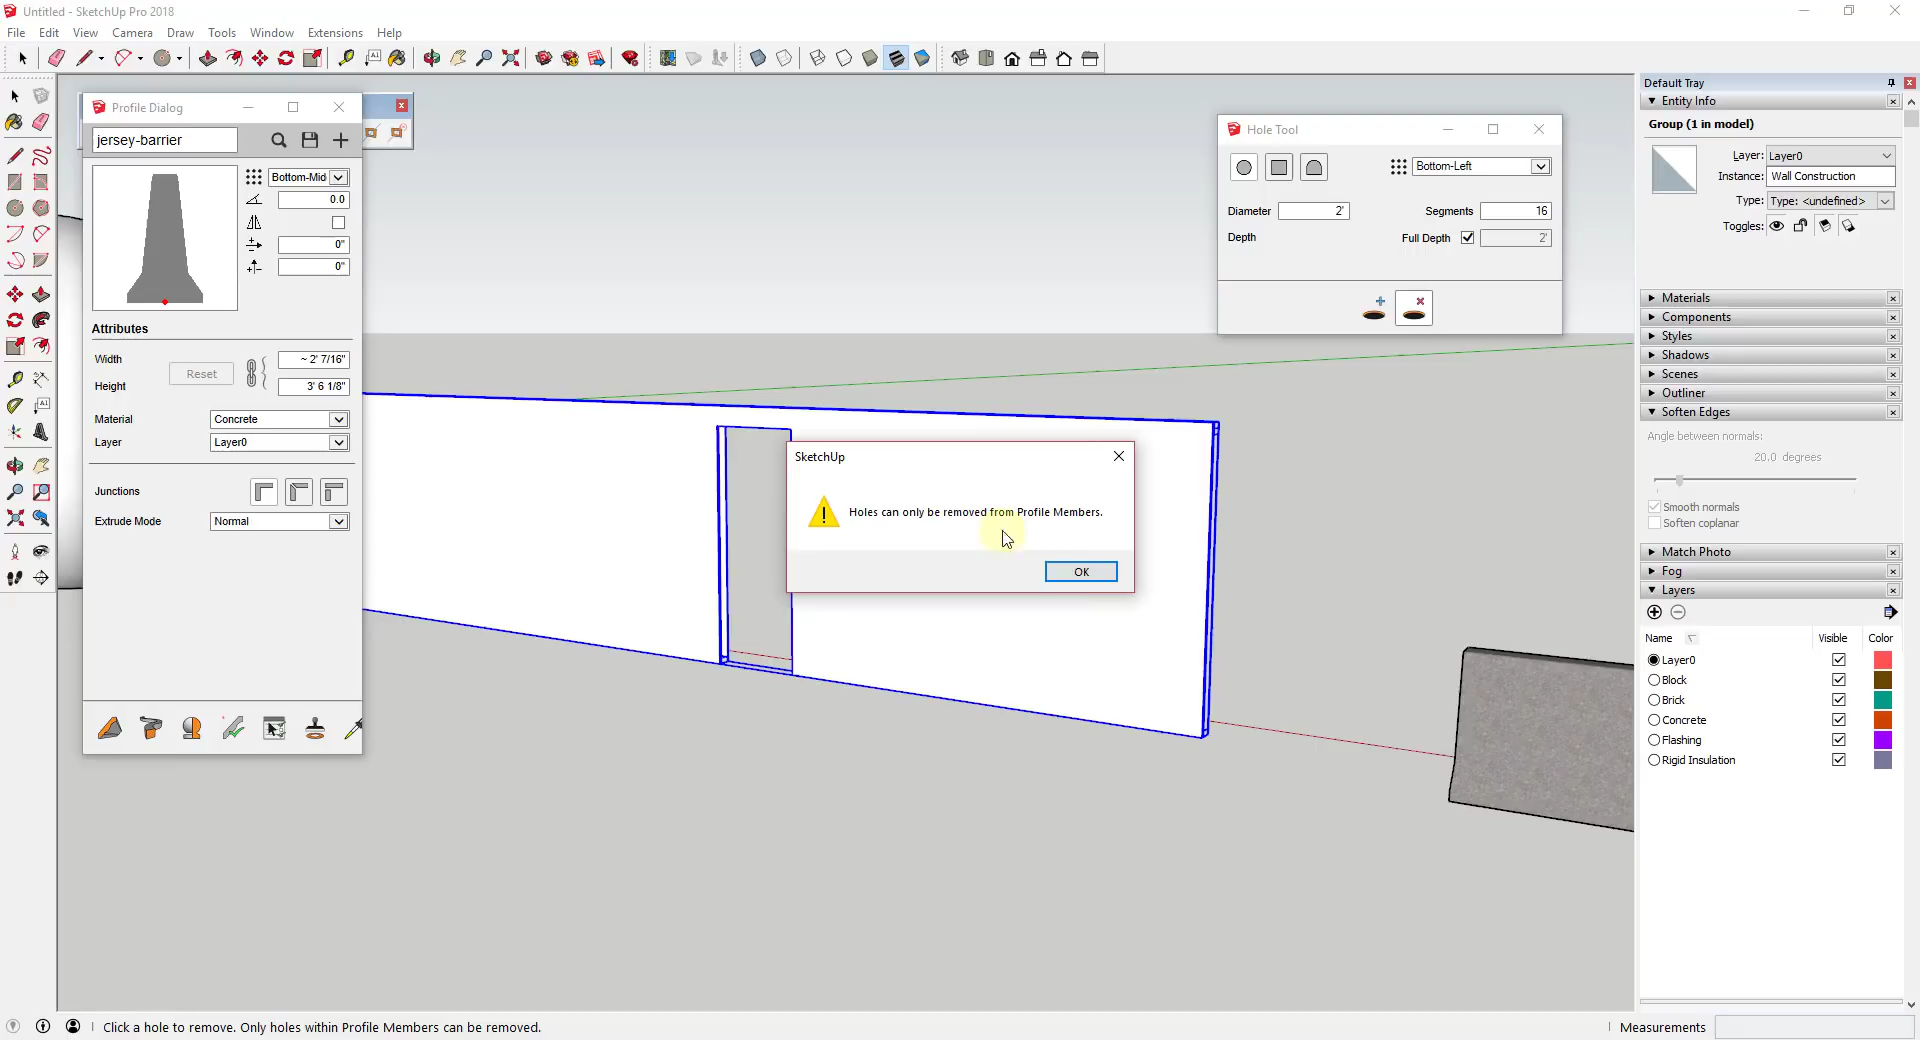 Untitled - SketchUp Pro 2018
File Edit View Camera Draw Tools Window Extensions Help
Profile Dialog
jersey-barrier
Bottom-Mid
0.0
0"
0"
Attributes
Width ~ 2' 7/16"
Reset
Height 3' 6 1/8"
Material Concrete
Layer Layer0
Junctions
Extrude Mode Normal
Hole Tool
Bottom-Left
Diameter 2' Segments 16
Depth Full Depth 2'
SketchUp
Holes can only be removed from Profile Members.
OK
Default Tray
Entity Info
Group (1 in model)
Layer: Layer0
Instance: Wall Construction
Type: Type: <undefined>
Toggles:
Materials
Components
Styles
Shadows
Scenes
Outliner
Soften Edges
Angle between normals:
20.0 degrees
Smooth normals
Soften coplanar
Match Photo
Fog
Layers
Name Visible Color
Layer0
Block
Brick
Concrete
Flashing
Rigid Insulation
Click a hole to remove. Only holes within Profile Members can be removed.
Measurements